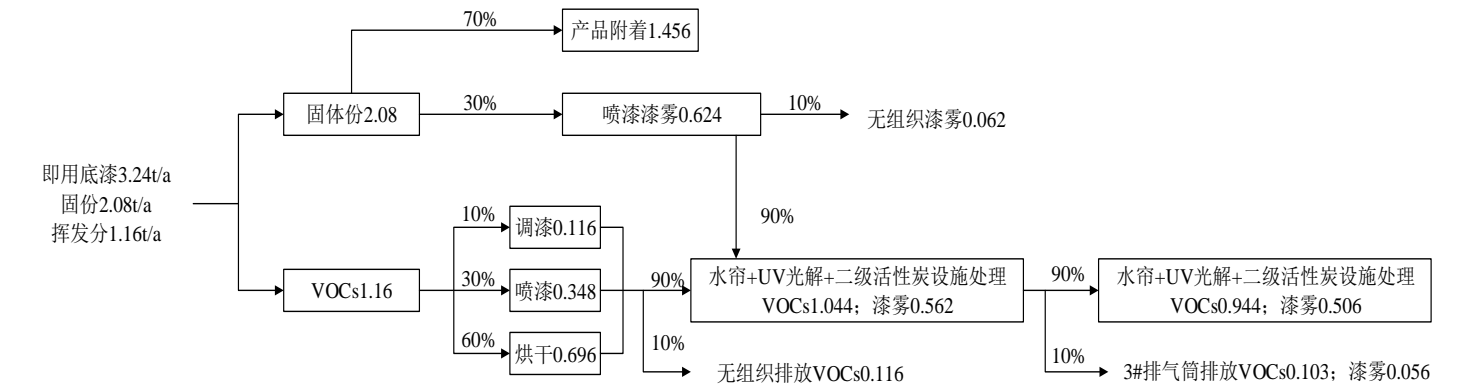 70%
产品附着1.456
固体份2.08
30%
喷漆漆雾0.624
10%
无组织漆雾0.062
即用底漆3.24t/a
固份2.08t/a
挥发分1.16t/a
90%
10%
调漆0.116
VOCs1.16
30%
喷漆0.348
90%
水帘+UV光解+二级活性炭设施处理
VOCs1.044；漆雾0.562
90%
水帘+UV光解+二级活性炭设施处理
VOCs0.944；漆雾0.506
60%
烘干0.696
10%
无组织排放VOCs0.116
10%
3#排气筒排放VOCs0.103；漆雾0.056